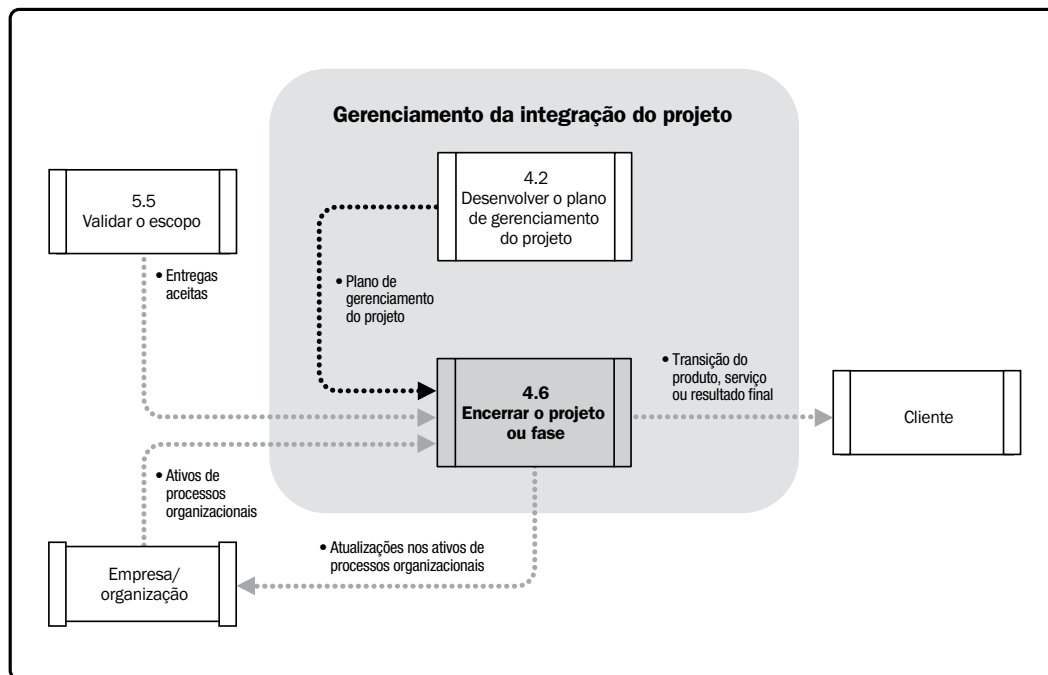 Gerenciamento da integração do projeto
4.2
Desenvolver o plano
de gerenciamento
do projeto
5.5
Validar o escopo
• Entregas
aceitas
• Plano de
gerenciamento
do projeto
4.6
Encerrar o projeto
ou fase
• Transição do
produto, serviço
ou resultado final
Cliente
• Ativos de
processos
organizacionais
• Atualizações nos ativos de
processos organizacionais
Empresa/
organização